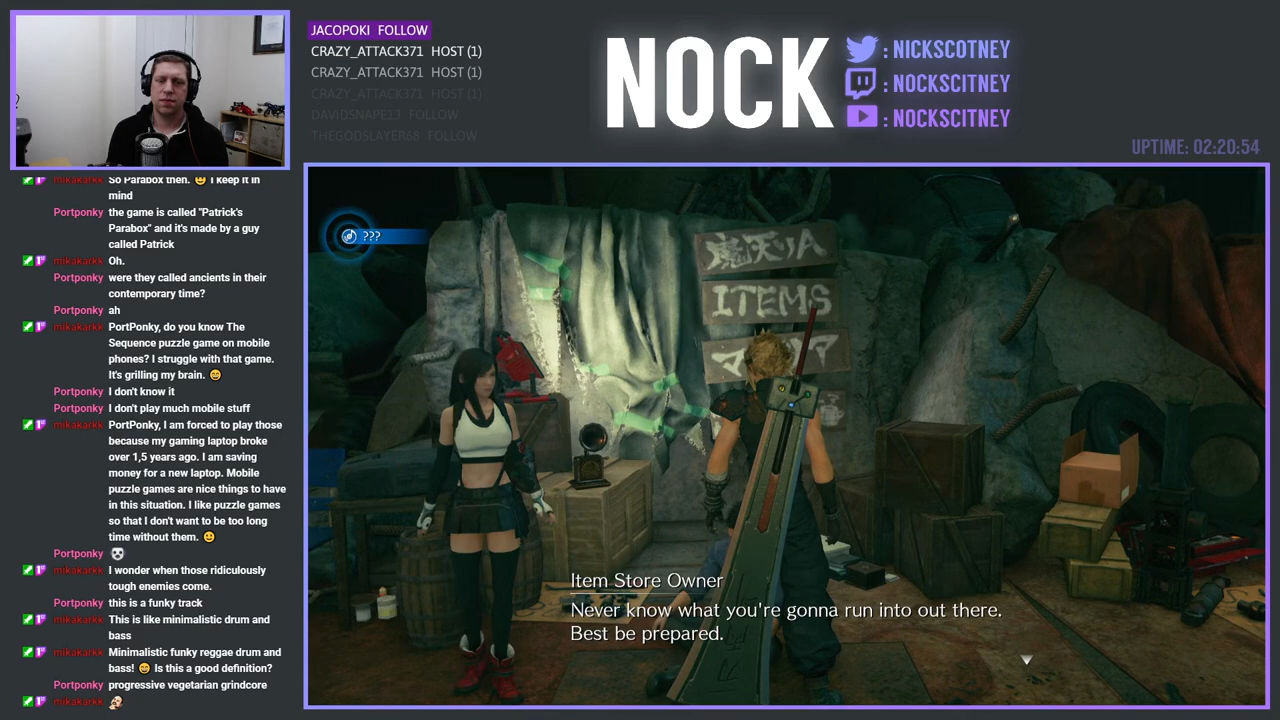 JACOPOKI FOLLOW
CRAZY_ATTACK371 HOST (1)
CRAZY_ATTACK371 HOST (1)
CRAZY_ATTACK371 HOST (1)
DAVIDSNAPE13 FOLLOW
THEGODSLAYER68 FOLLOW
NOCK
: NICKSCOTNEY
: NOCKSCITNEY
: NOCKSCITNEY
UPTIME: 02:20:54
mikakarkk So Parabox then. 🙂 I keep it in
mind
Portponky the game is called "Patrick's
Parabox" and it's made by a guy
called Patrick
mikakarkk Oh.
Portponky were they called ancients in their
contemporary time?
Portponky ah
mikakarkk PortPonky, do you know The
Sequence puzzle game on mobile
phones? I struggle with that game.
It's grilling my brain. 😄
Portponky I don't know it
Portponky I don't play much mobile stuff
mikakarkk PortPonky, I am forced to play those
because my gaming laptop broke
over 1,5 years ago. I am saving
money for a new laptop. Mobile
puzzle games are nice things to have
in this situation. I like puzzle games
so that I don't want to be too long
time without them. 🙂
Portponky
mikakarkk I wonder when those ridiculously
tough enemies come.
Portponky this is a funky track
mikakarkk This is like minimalistic drum and
bass
mikakarkk Minimalistic funky reggae drum and
bass! 😄 Is this a good definition?
Portponky progressive vegetarian grindcore
mikakarkk
???
ITEMS
Item Store Owner
Never know what you're gonna run into out there.
Best be prepared.